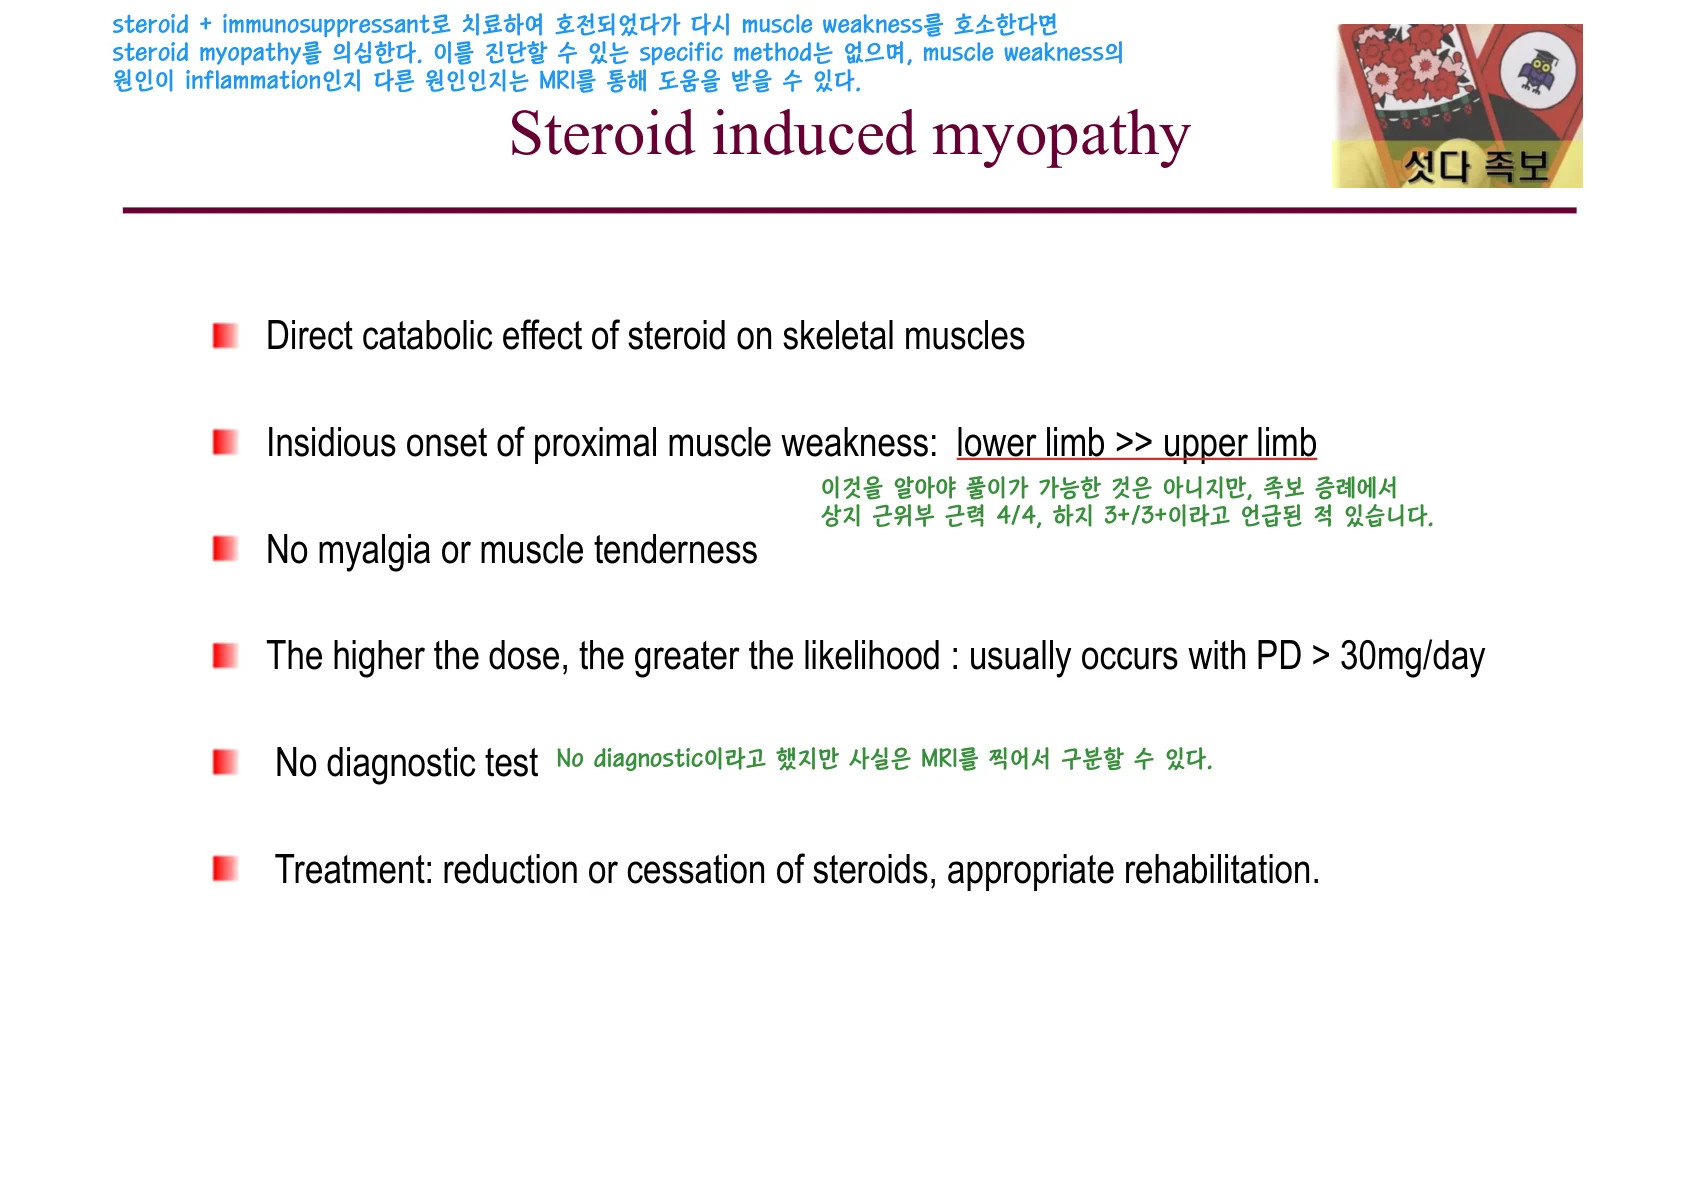 steroid + immunosuppressant로 치료하여 호전되었다가 다시 muscle weakness를 호소한다면
steroid myopathy를 의심한다. 이를 진단할 수 있는 specific method는 없으며, muscle weakness의
원인이 inflammation인지 다른 원인인지는 MRI를 통해 도움을 받을 수 있다.
섯다 족보
Steroid induced myopathy
Direct catabolic effect of steroid on skeletal muscles
Insidious onset of proximal muscle weakness: lower limb >> upper limb
이것을 알아야 풀이가 가능한 것은 아니지만, 족보 증례에서
상지 근위부 근력 4/4, 하지 3+/3+이라고 언급된 적 있습니다.
No myalgia or muscle tenderness
The higher the dose, the greater the likelihood : usually occurs with PD > 30mg/day
No diagnostic test No diagnostic이라고 했지만 사실은 MRI를 찍어서 구분할 수 있다.
Treatment: reduction or cessation of steroids, appropriate rehabilitation.